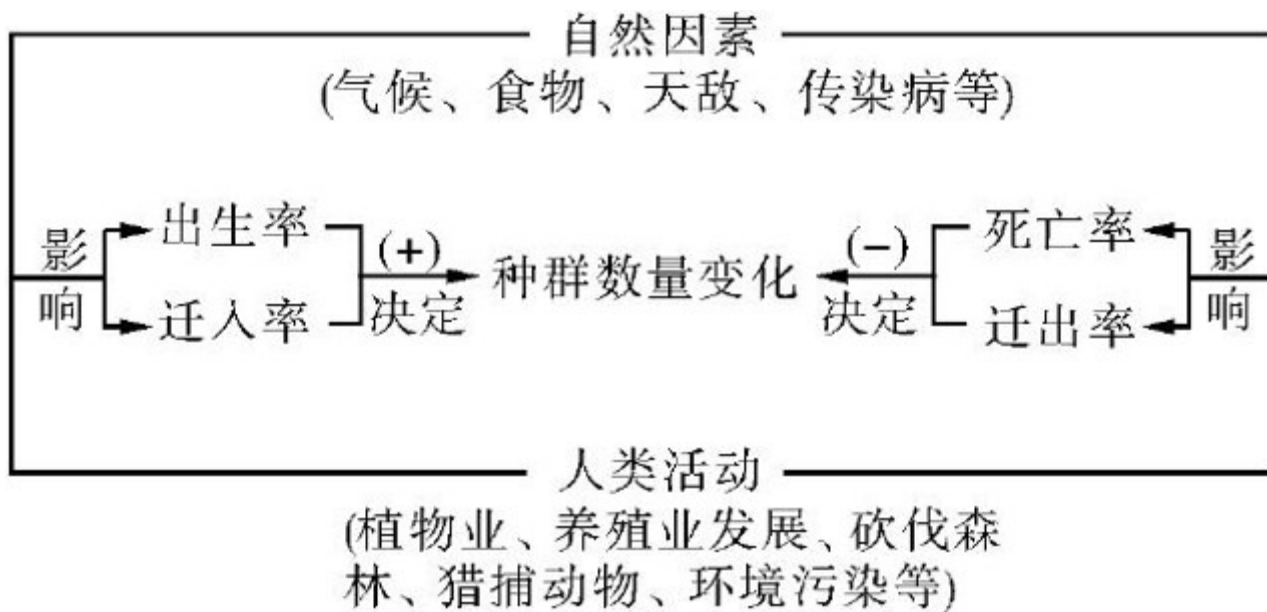 自然因素
(气候、食物、天敌、传染病等)
影响
出生率
迁入率
(+)
决定
种群数量变化
(-)
决定
死亡率
迁出率
影响
人类活动
(植物业、养殖业发展、砍伐森
林、猎捕动物、环境污染等)